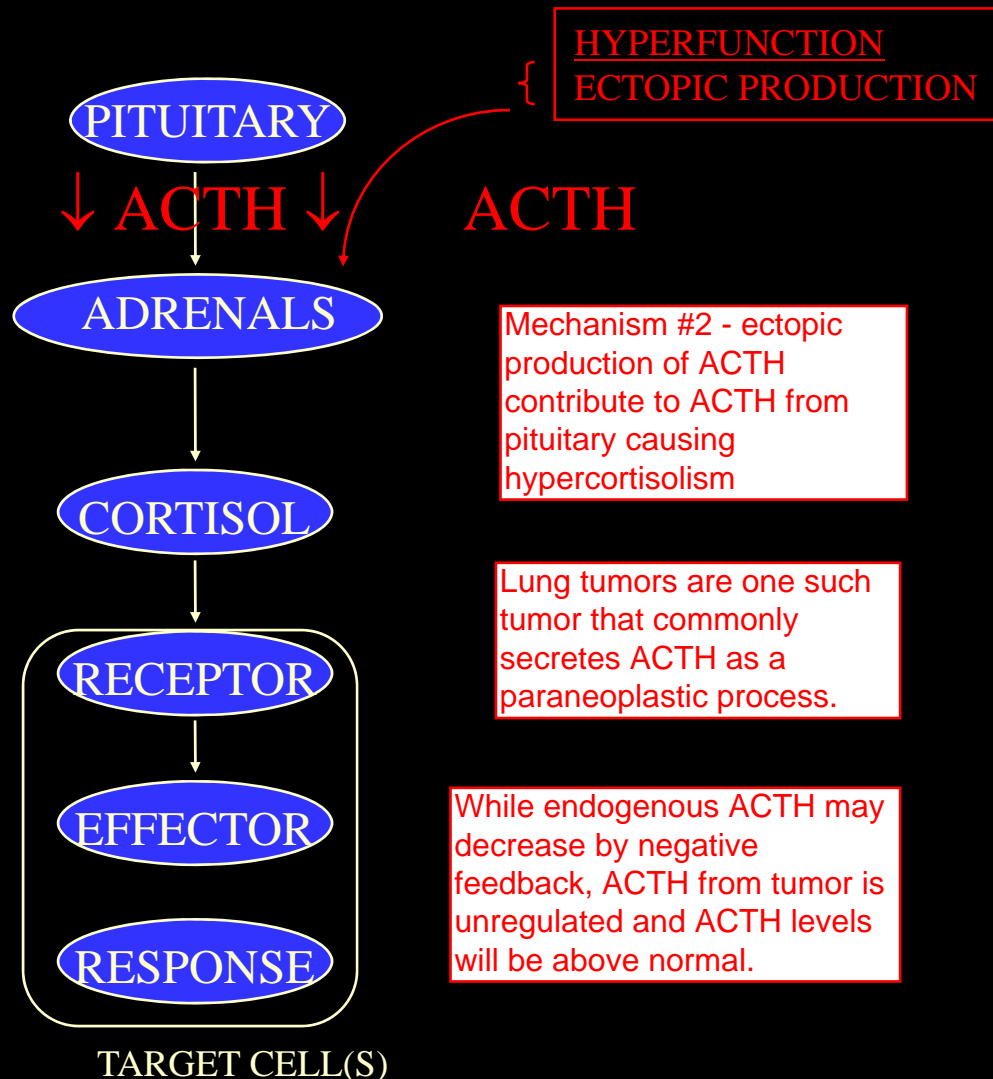 HYPERFUNCTION
{ ECTOPIC PRODUCTION
PITUITARY
↓ ACTH ↓ ACTH
ADRENALS
Mechanism #2 - ectopic
production of ACTH
contribute to ACTH from
pituitary causing
hypercortisolism
CORTISOL
Lung tumors are one such
tumor that commonly
secretes ACTH as a
paraneoplastic process.
RECEPTOR
EFFECTOR
While endogenous ACTH may
decrease by negative
feedback, ACTH from tumor is
unregulated and ACTH levels
will be above normal.
RESPONSE
TARGET CELL(S)